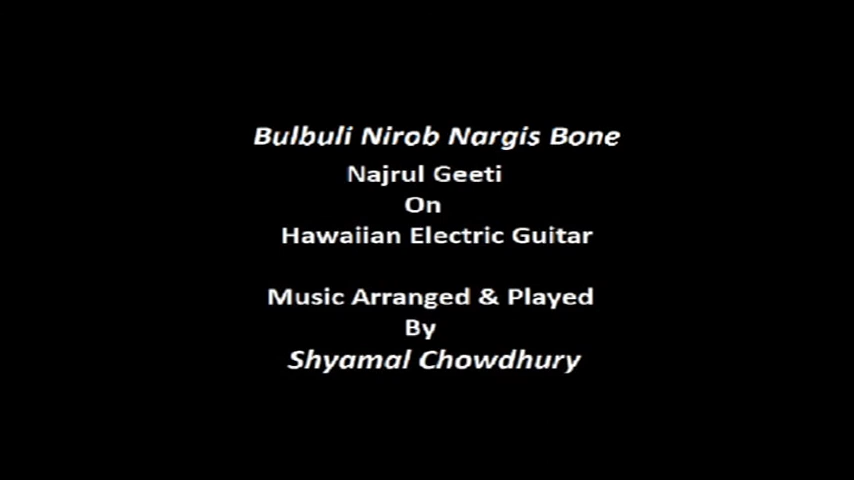 Bulbuli Nirob Nargis Bone
Najrul Geeti
On
Hawaiian Electric Guitar
Music Arranged & Played
By
Shyamal Chowdhury